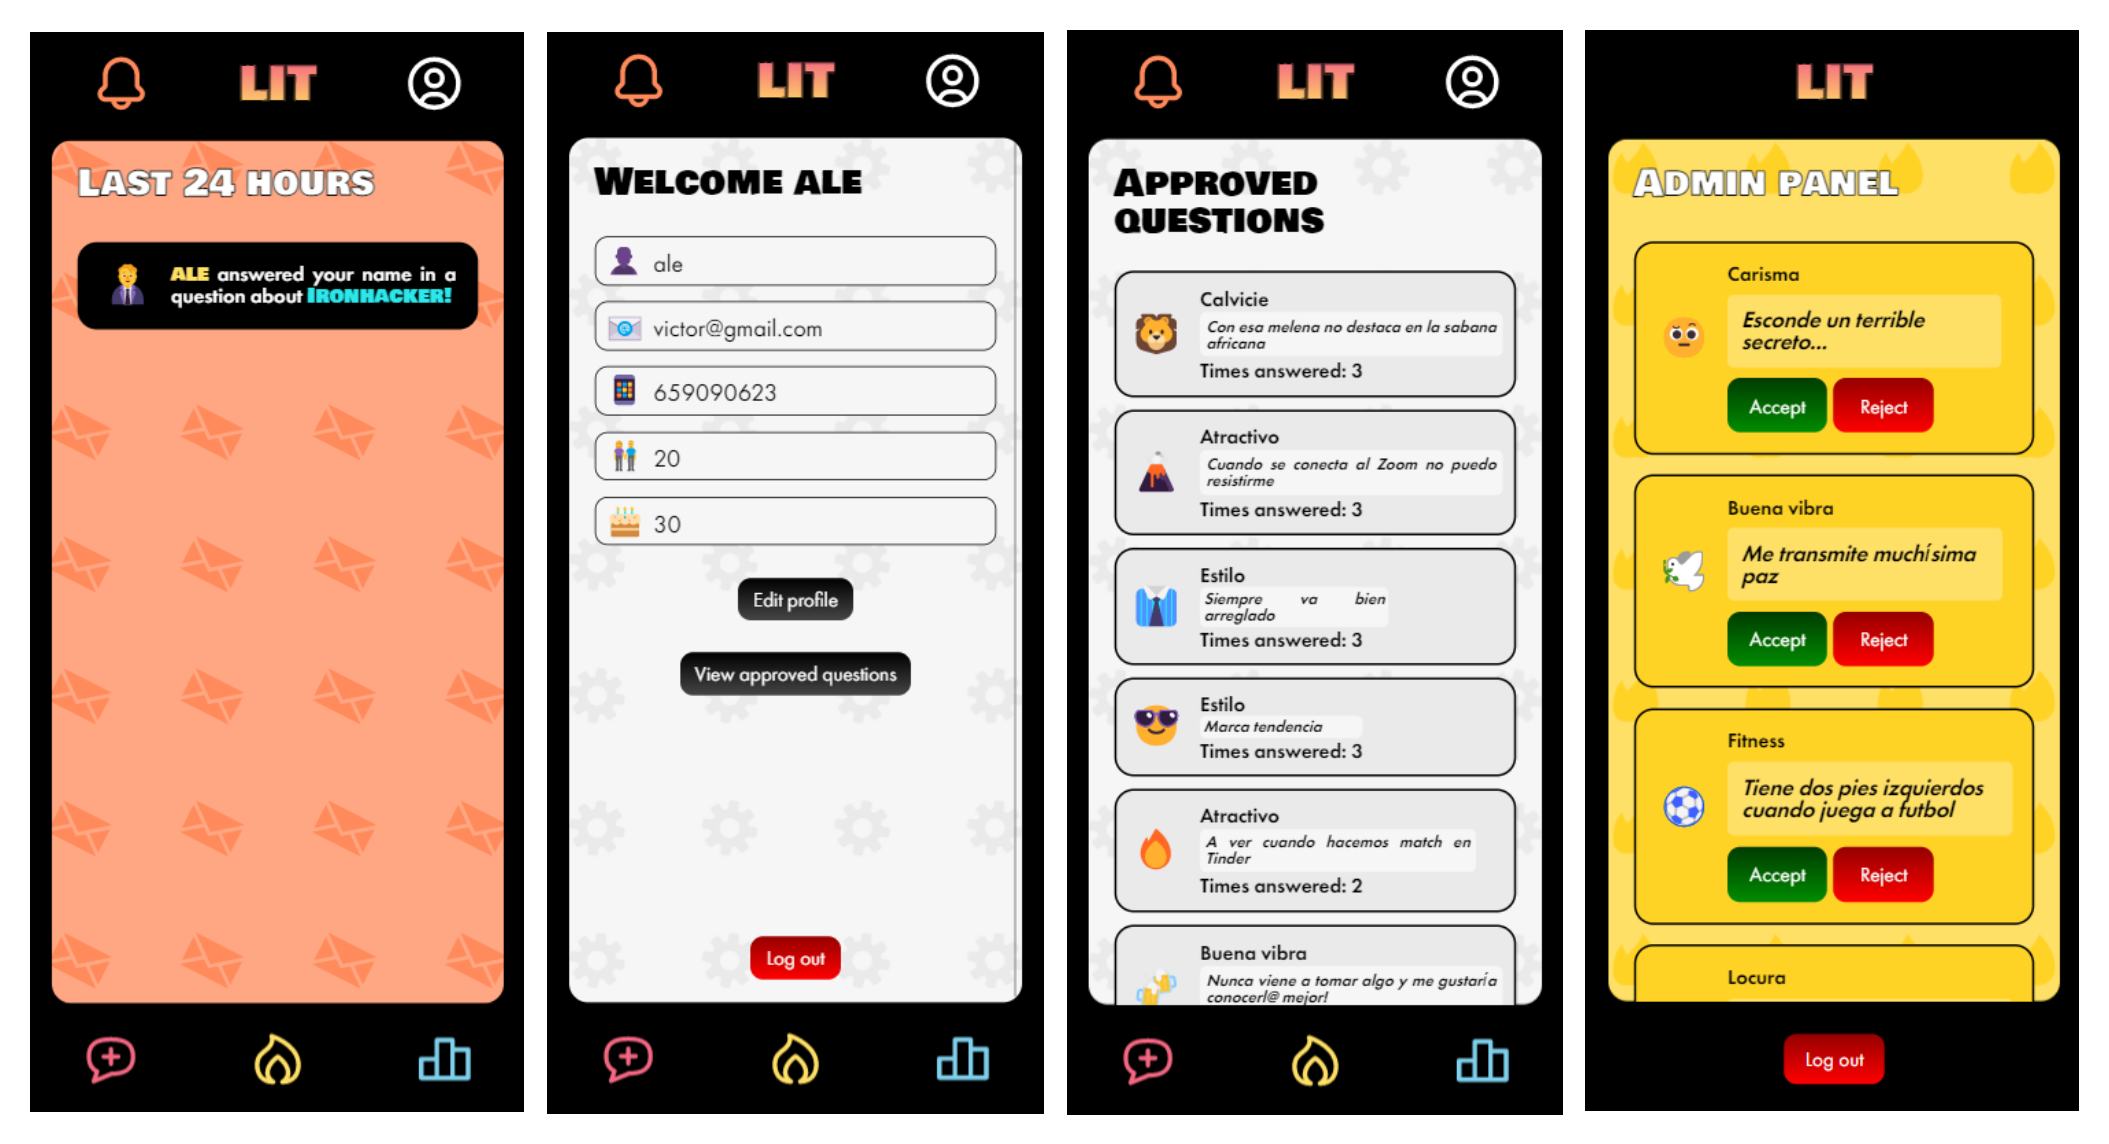 LIT
LAST 24 HOURS
ALE answered your name in a
question about IRONHACKER!
LIT
WELCOME ALE
ale
victor@gmail.com
659090623
20
30
Edit profile
View approved questions
Log out
LIT
APPROVED
QUESTIONS
Calvicie
Con esa melena no destaca en la sabana
africana
Times answered: 3
Atractivo
Cuando se conecta al Zoom no puedo
resistirme
Times answered: 3
Estilo
Siempre va bien
arreglado
Times answered: 3
Estilo
Marca tendencia
Times answered: 3
Atractivo
A ver cuando hacemos match en
Tinder
Times answered: 2
Buena vibra
Nunca viene a tomar algo y me gustaría
conocerl@ mejor!
LIT
ADMIN PANEL
Carisma
Esconde un terrible
secreto...
Accept Reject
Buena vibra
Me transmite muchísima
paz
Accept Reject
Fitness
Tiene dos pies izquierdos
cuando juega a futbol
Accept Reject
Locura
Log out